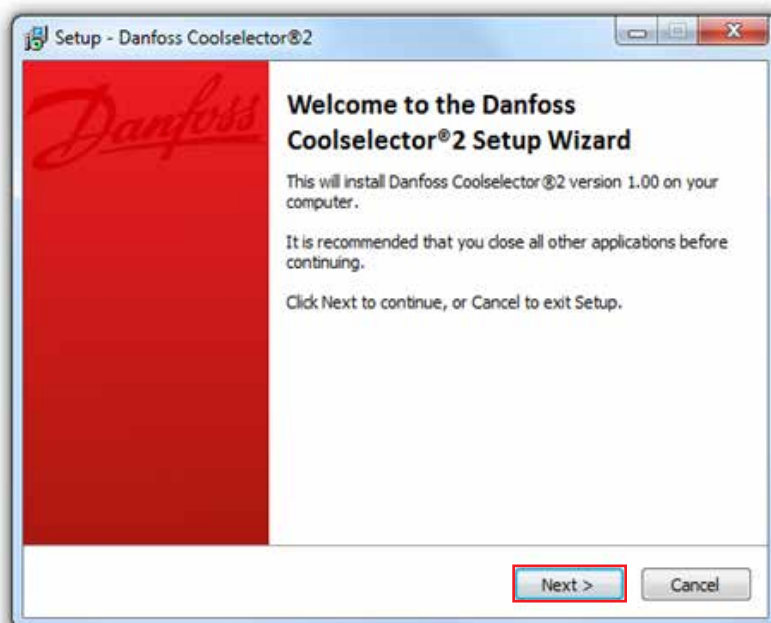 Setup - Danfoss Coolselector®2
Danfoss
Welcome to the Danfoss
Coolselector®2 Setup Wizard
This will install Danfoss Coolselector®2 version 1.00 on your
computer.
It is recommended that you close all other applications before
continuing.
Click Next to continue, or Cancel to exit Setup.
Next >
Cancel